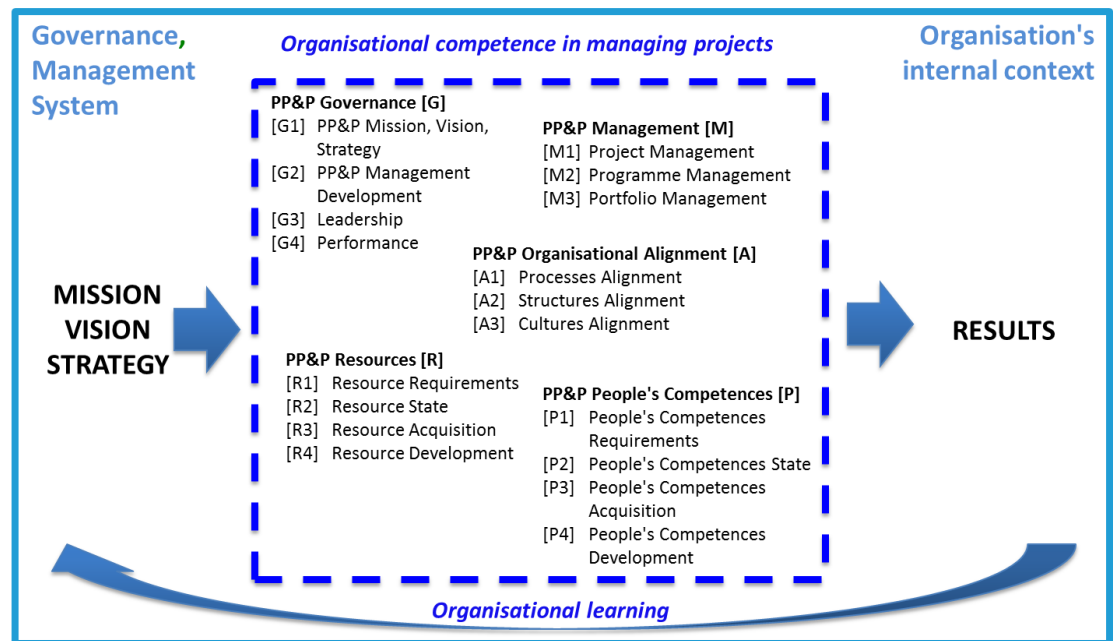 Governance,
Management
System
Organisational competence in managing projects
Organisation's
internal context
PP&P Governance [G]
[G1] PP&P Mission, Vision,
Strategy
[G2] PP&P Management
Development
[G3] Leadership
[G4] Performance
PP&P Management [M]
[M1] Project Management
[M2] Programme Management
[M3] Portfolio Management
PP&P Organisational Alignment [A]
[A1] Processes Alignment
[A2] Structures Alignment
[A3] Cultures Alignment
MISSION
VISION
STRATEGY
RESULTS
PP&P Resources [R]
[R1] Resource Requirements
[R2] Resource State
[R3] Resource Acquisition
[R4] Resource Development
PP&P People's Competences [P]
[P1] People's Competences
Requirements
[P2] People's Competences State
[P3] People's Competences
Acquisition
[P4] People's Competences
Development
Organisational learning